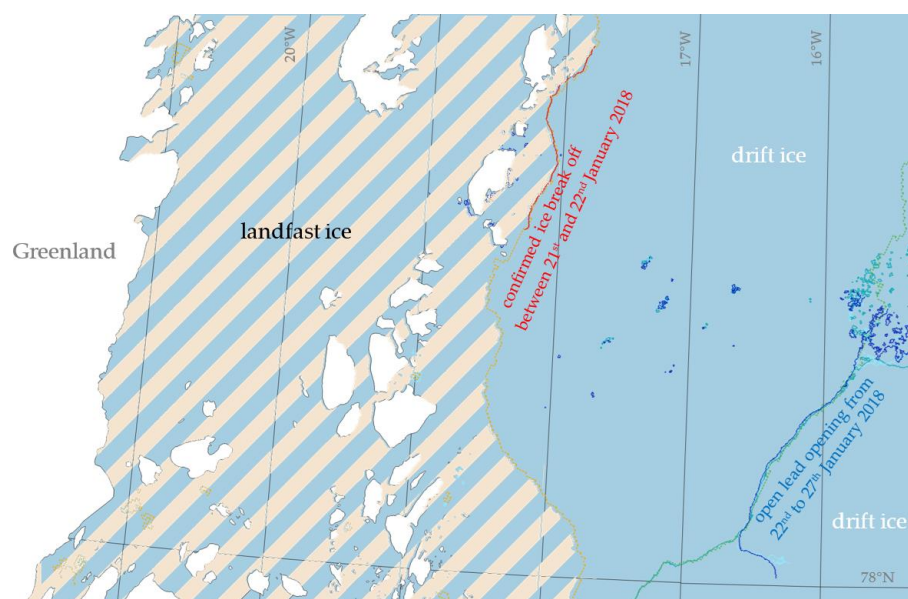 20°W
17°W
16°W
drift ice
landfast ice
Greenland
confirmed ice break off
between 21st and 22nd January 2018
open lead opening from
22nd to 27th January 2018
drift ice
78°N